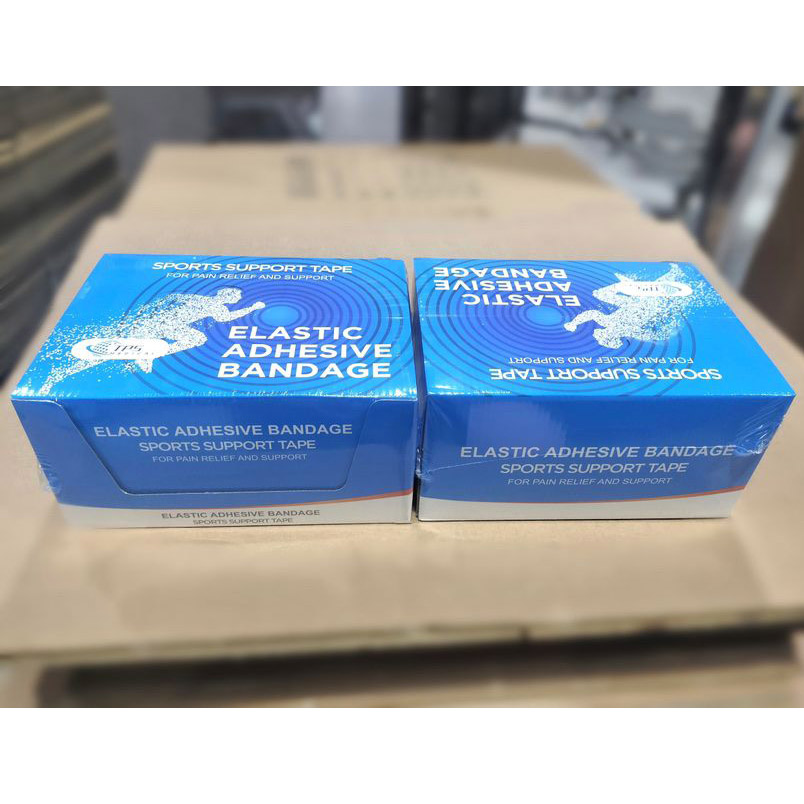 SPORTS SUPPORT TAPE
FOR PAIN RELIEF AND SUPPORT
ELASTIC
ADHESIVE
BANDAGE
ELASTIC ADHESIVE BANDAGE
SPORTS SUPPORT TAPE
FOR PAIN RELIEF AND SUPPORT
ELASTIC ADHESIVE BANDAGE
SPORTS SUPPORT TAPE
SPORTS SUPPORT TAPE
FOR PAIN RELIEF AND SUPPORT
ELASTIC
ADHESIVE
BANDAGE
ELASTIC ADHESIVE BANDAGE
SPORTS SUPPORT TAPE
FOR PAIN RELIEF AND SUPPORT